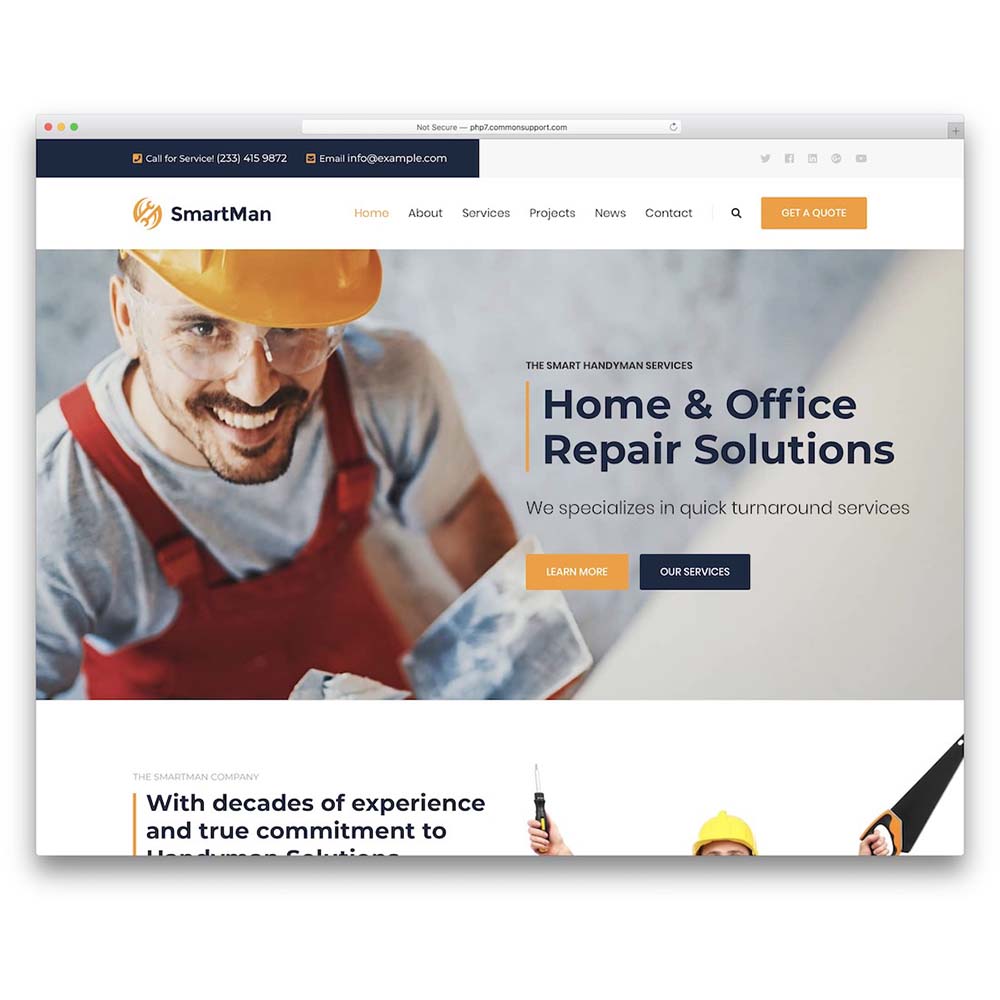 Not Secure — php7.commonsupport.com
Call for Service! (233) 415 9872 Email info@example.com
SmartMan Home About Services Projects News Contact GET A QUOTE
THE SMART HANDYMAN SERVICES
Home & Office
Repair Solutions
We specializes in quick turnaround services
LEARN MORE OUR SERVICES
THE SMARTMAN COMPANY
With decades of experience
and true commitment to
Handyman Solutions